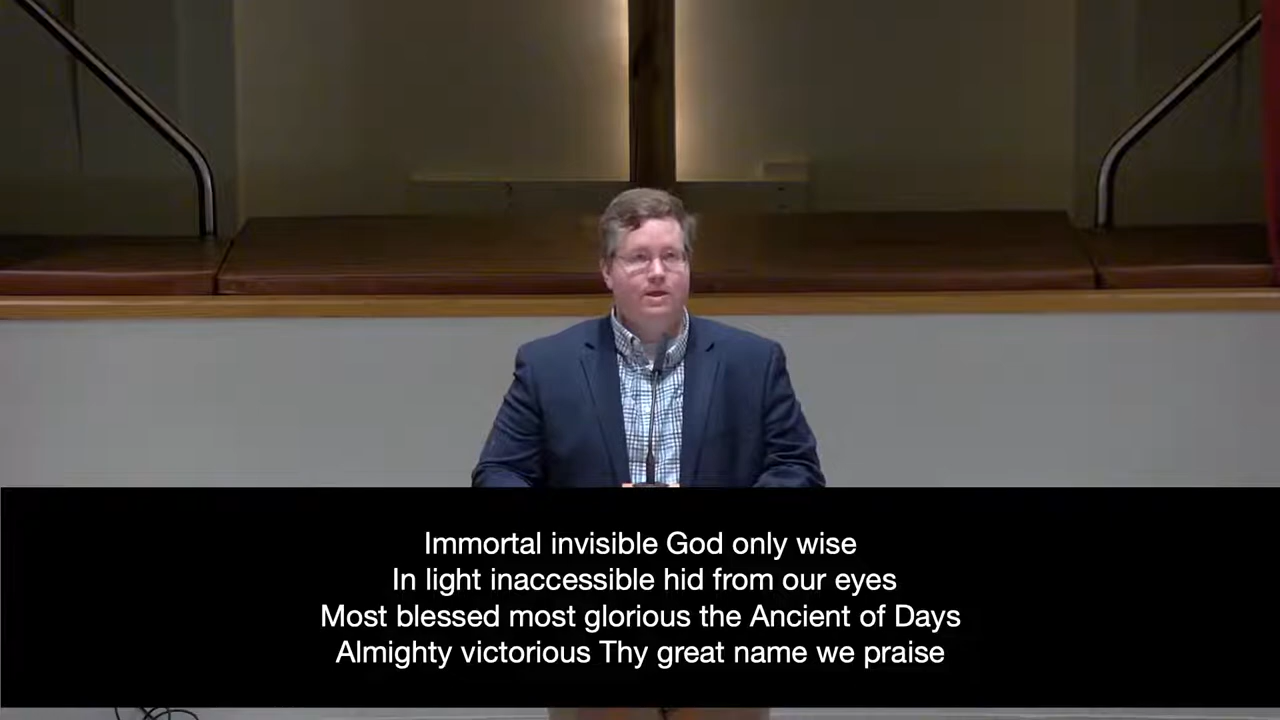 Immortal invisible God only wise
In light inaccessible hid from our eyes
Most blessed most glorious the Ancient of Days
Almighty victorious Thy great name we praise